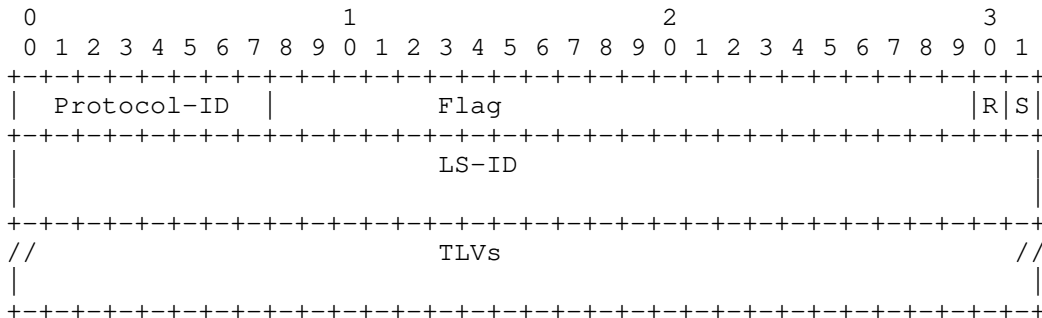 0                   1                   2                   3
 0 1 2 3 4 5 6 7 8 9 0 1 2 3 4 5 6 7 8 9 0 1 2 3 4 5 6 7 8 9 0 1
+-+-+-+-+-+-+-+-+-+-+-+-+-+-+-+-+-+-+-+-+-+-+-+-+-+-+-+-+-+-+-+-+
|  Protocol-ID  |          Flag                             |R|S|
+-+-+-+-+-+-+-+-+-+-+-+-+-+-+-+-+-+-+-+-+-+-+-+-+-+-+-+-+-+-+-+-+
|                          LS-ID                                |
|                                                               |
+-+-+-+-+-+-+-+-+-+-+-+-+-+-+-+-+-+-+-+-+-+-+-+-+-+-+-+-+-+-+-+-+
//                         TLVs                                //
|                                                               |
+-+-+-+-+-+-+-+-+-+-+-+-+-+-+-+-+-+-+-+-+-+-+-+-+-+-+-+-+-+-+-+-+